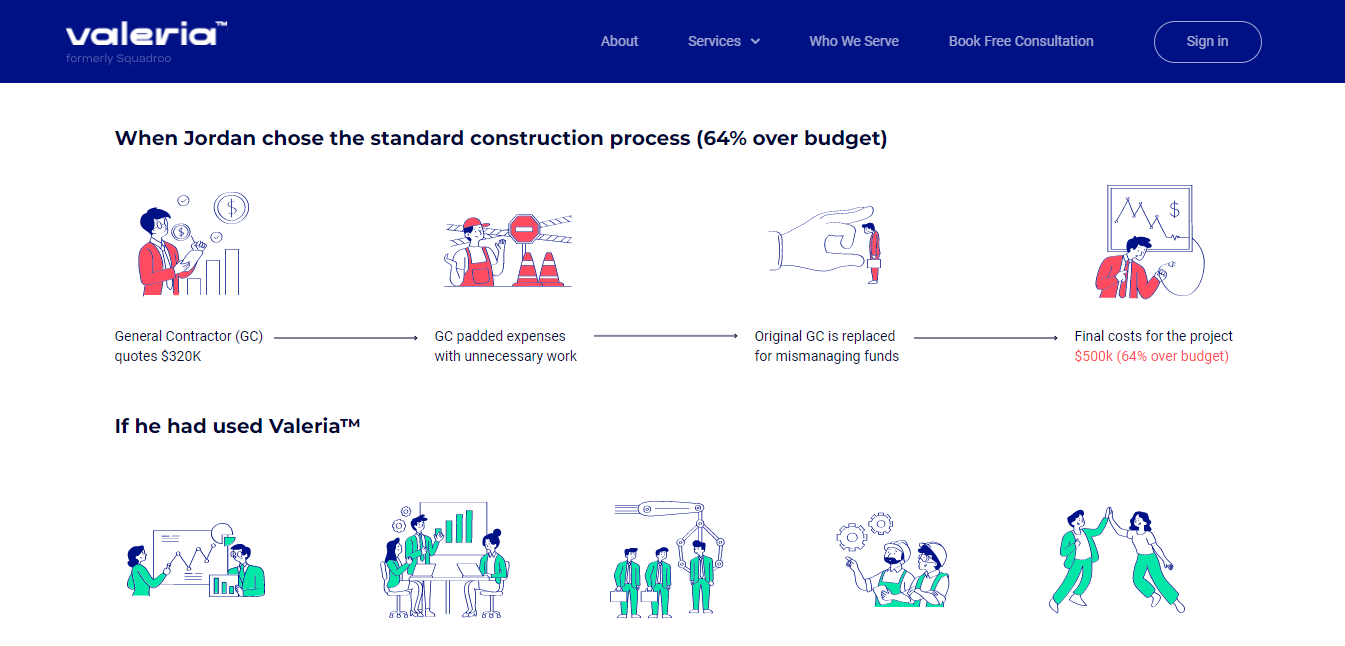 valeria™
formerly Squadroo
About
Services
Who We Serve
Book Free Consultation
Sign in
When Jordan chose the standard construction process (64% over budget)
$
$
$
General Contractor (GC)
quotes $320K
GC padded expenses
with unnecessary work
Original GC is replaced
for mismanaging funds
Final costs for the project
$500k (64% over budget)
If he had used Valeria™